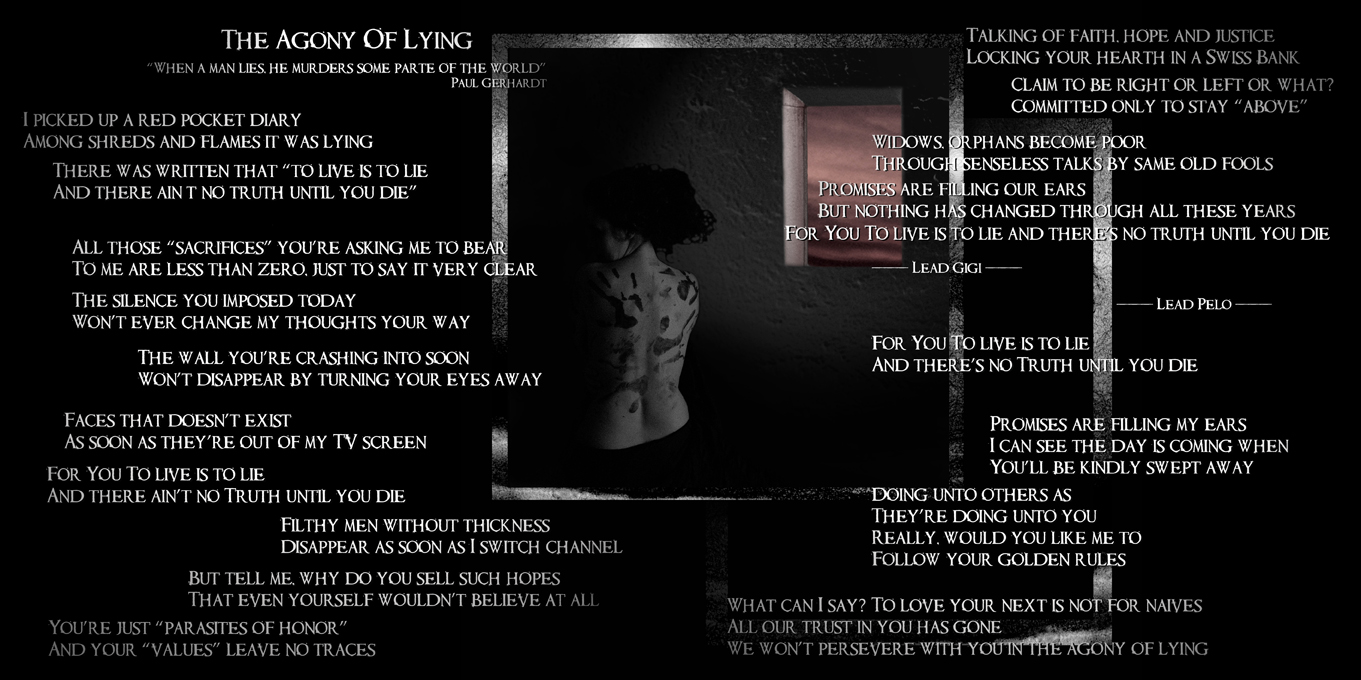 The Agony Of Lying
"When a man lies, he murders some parte of the world"
Paul Gerhardt
I picked up a red pocket diary
Among shreds and flames it was lying
There was written that "to live is to lie
And there ain t no truth until you die"
All those "sacrifices" you're asking me to bear
To me are less than zero, just to say it very clear
The silence you imposed today
Won't ever change my thoughts your way
The wall you're crashing into soon
Won't disappear by turning your eyes away
Faces that doesn't exist
As soon as they're out of my TV screen
For You To live is to lie
And there ain't no Truth until you die
Filthy men without thickness
Disappear as soon as I switch channel
But tell me, why do you sell such hopes
That even yourself wouldn't believe at all
You're just "parasites of honor"
And your "values" leave no traces
Talking of faith, hope and justice
Locking your hearth in a Swiss Bank
claim to be right or left or what?
committed only to stay "above"
Widows, orphans become poor
Through senseless talks by same old fools
Promises are filling our ears
But nothing has changed through all these years
For You To live is to lie and there's no truth until you die
Lead Gigi
Lead Pelo
For You To live is to lie
And there's no Truth until you die
Promises are filling my ears
I can see the day is coming when
You'll be kindly swept away
Doing unto others as
They're doing unto you
Really, would you like me to
Follow your golden rules
What can I say? To love your next is not for naives
All our trust in you has gone
We won't persevere with you in the agony of lying